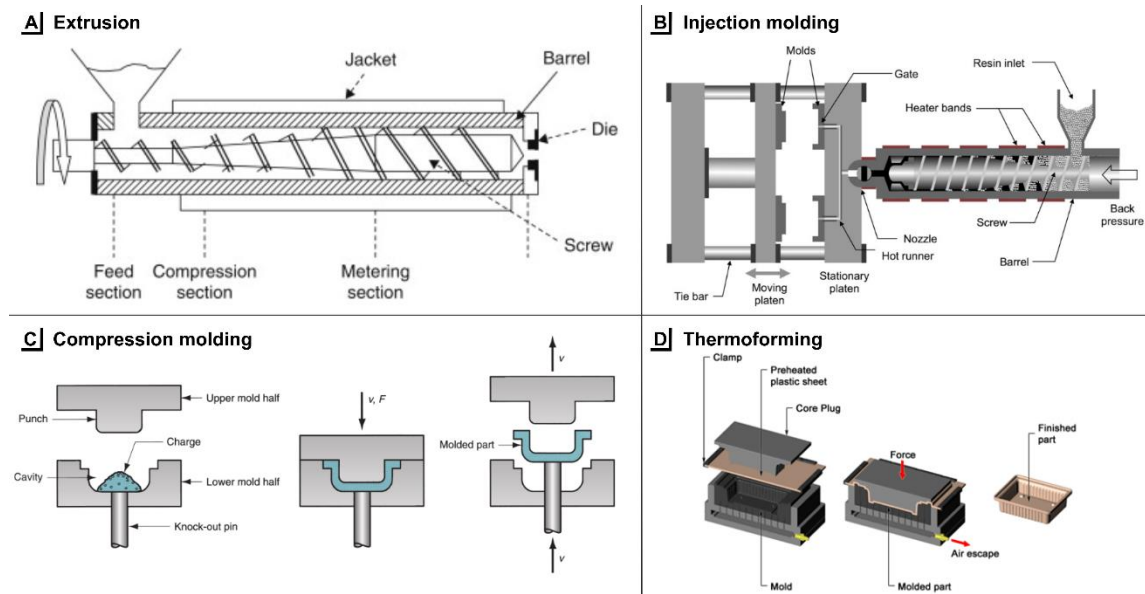 A Extrusion
Jacket
Barrel
Die
Screw
Feed
section
Compression
section
Metering
section
B Injection molding
Molds
Gate
Resin inlet
Heater bands
Screw
Back
pressure
Nozzle
Hot runner
Barrel
Tie bar
Moving
platen
Stationary
platen
C Compression molding
v
Upper mold half
Punch
v, F
Charge
Molded part
Cavity
Lower mold half
Knock-out pin
v
D Thermoforming
Clamp
Preheated
plastic sheet
Core Plug
Finished
part
Force
Air escape
Mold
Molded part